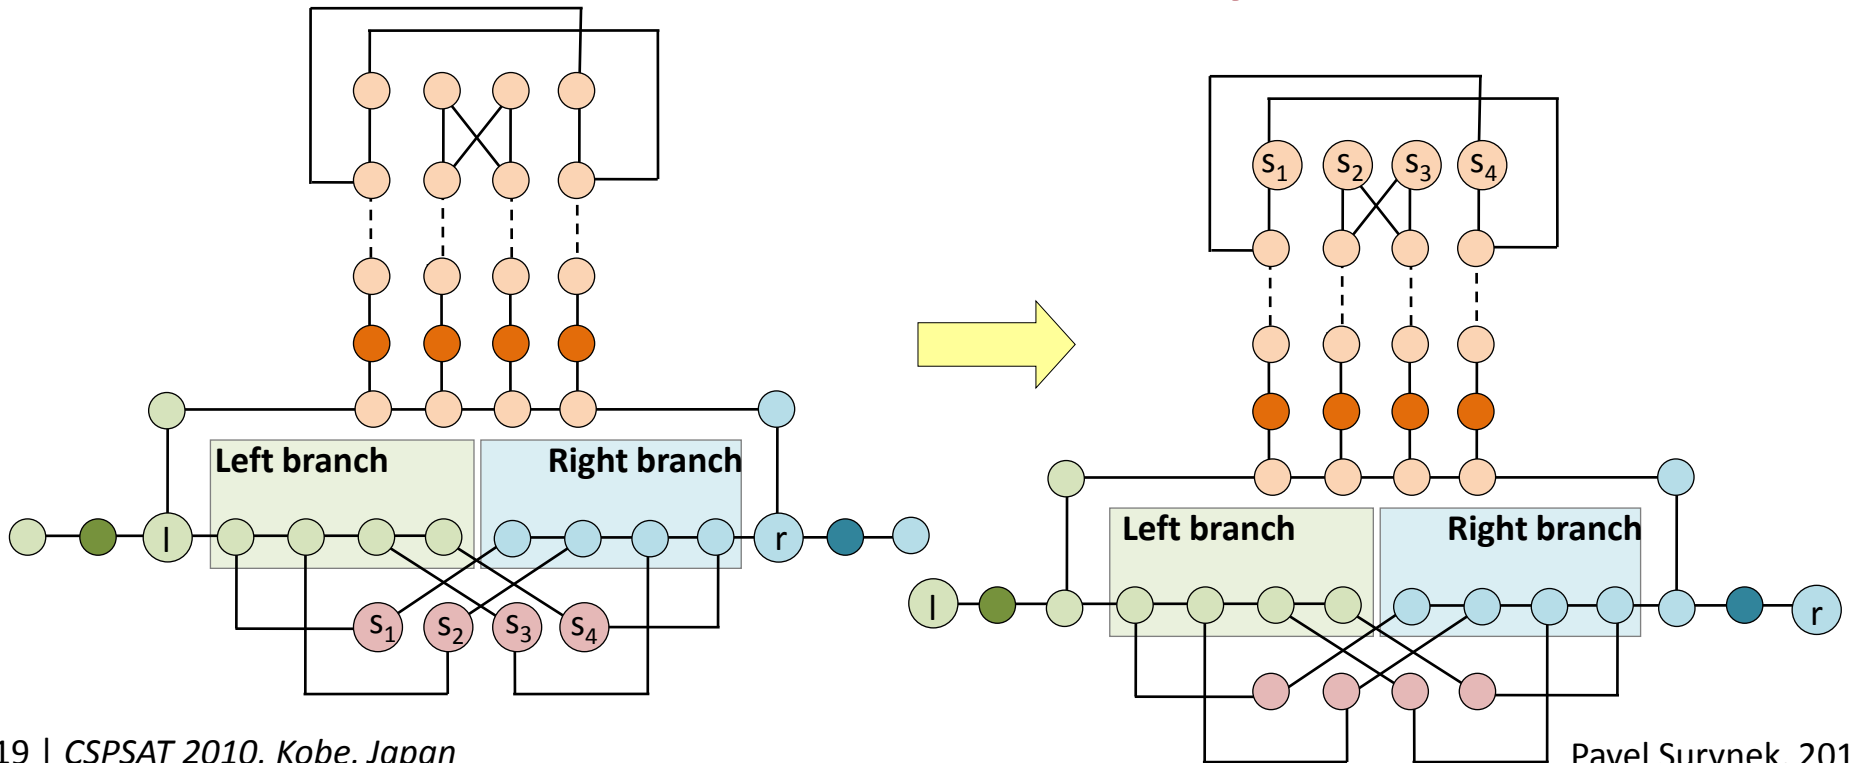 Left branch
Right branch
l
r
s1 s2 s3 s4
s1 s2 s3 s4
Left branch
Right branch
l
r
19 | CSPSAT 2010, Kobe, Japan
Pavel Surynek, 201